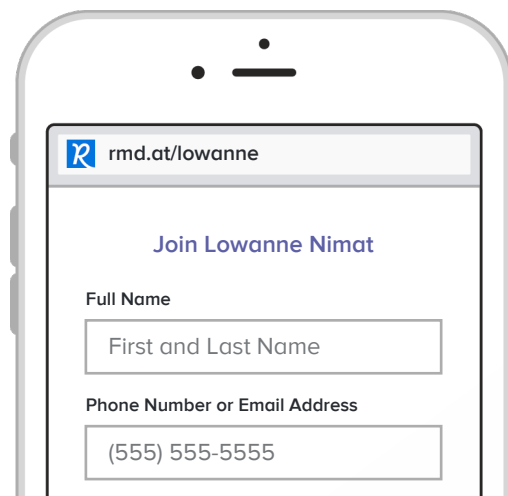 rmd.at/lowanne
Join Lowanne Nimat
Full Name
First and Last Name
Phone Number or Email Address
(555) 555-5555